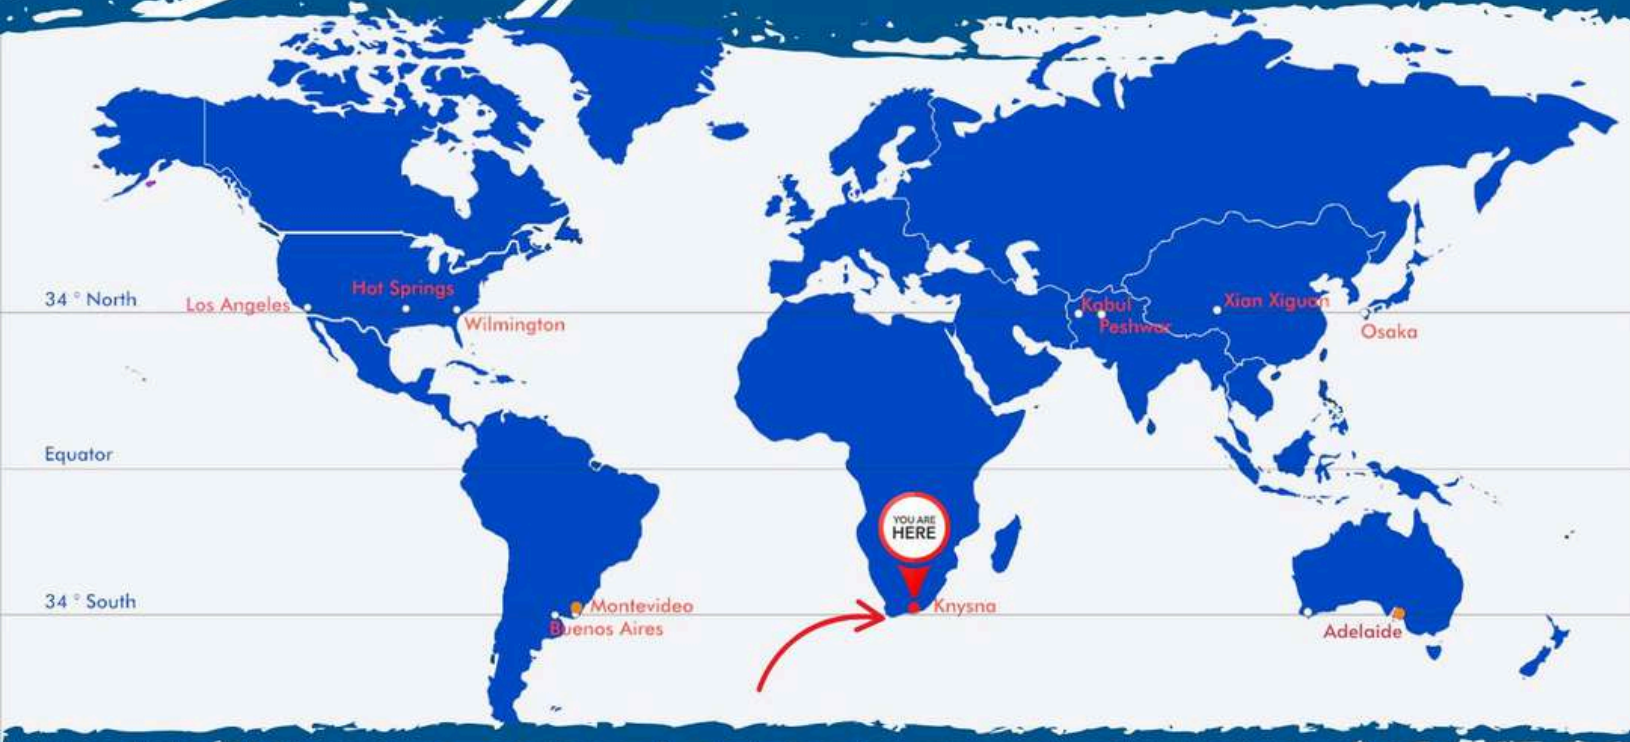 34 ° North
Los Angeles
Hot Springs
Wilmington
Kabul
Peshwar
Xian Xiguan
Osaka
Equator
YOU ARE
HERE
34 ° South
Montevideo
Buenos Aires
Knysna
Adelaide